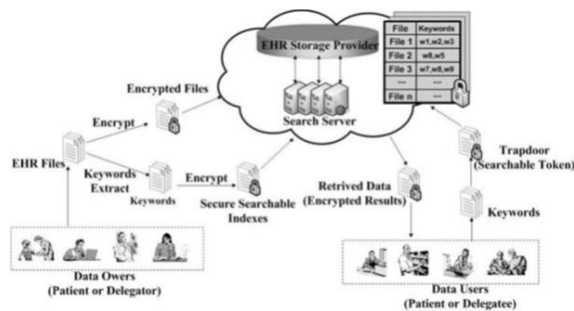 EHR Storage Provider
Search Server
File Keywords
File 1 w1,w2,w3
File 2 w8,w5
File 3 w7,w8,w9
... ...
File n ...
Encrypted Files
Encrypt
EHR Files
Keywords
Extract
Keywords
Encrypt
Secure Searchable
Indexes
Retrived Data
(Encrypted Results)
Trapdoor
(Searchable Token)
Keywords
Data Owers
(Patient or Delegator)
Data Users
(Patient or Delegatee)